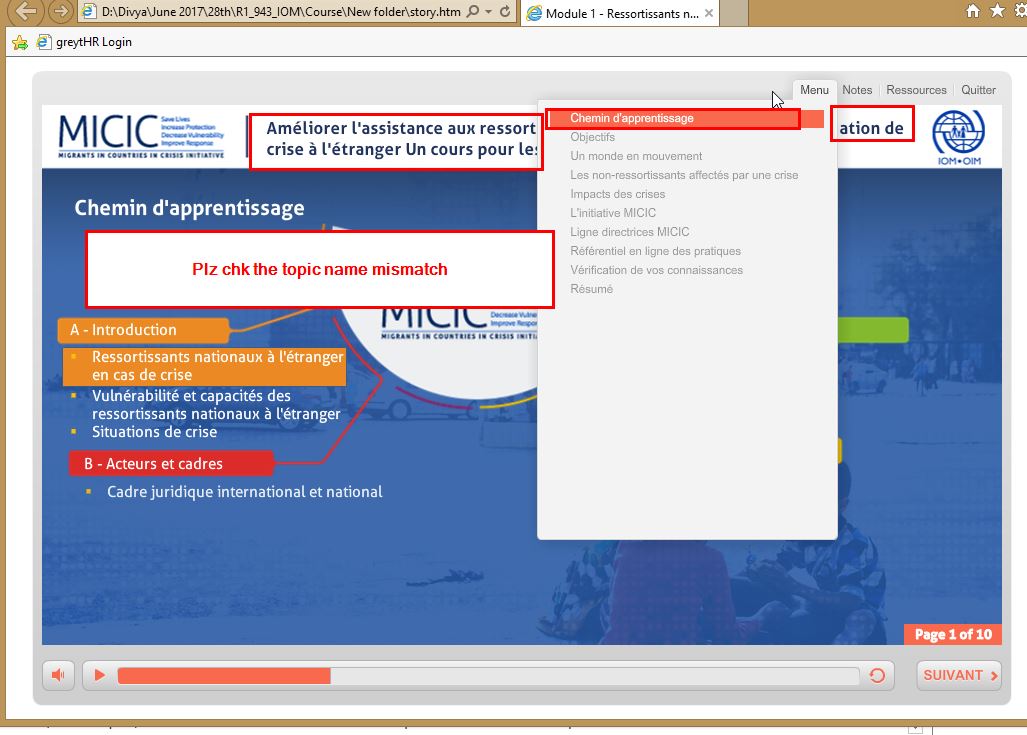 D:\Divya\June 2017\28th\R1_943_IOM\Course\New folder\story.htm
Module 1 - Ressortissants n...
greytHR Login
Menu Notes Ressources Quitter
MICIC
Save Lives
Increase Protection
Decrease Vulnerability
Improve Response
MIGRANTS IN COUNTRIES IN CRISIS INITIATIVE
Améliorer l'assistance aux ressort
crise à l'étranger Un cours pour les
ation de
IOM•OIM
Chemin d'apprentissage
Objectifs
Un monde en mouvement
Les non-ressortissants affectés par une crise
Impacts des crises
L'initiative MICIC
Ligne directrices MICIC
Référentiel en ligne des pratiques
Vérification de vos connaissances
Résumé
Chemin d'apprentissage
Plz chk the topic name mismatch
MICIC
Decrease Vulnerab
Improve Respon
MIGRANTS IN COUNTRIES IN CRISIS INITI
A - Introduction
Ressortissants nationaux à l'étranger
en cas de crise
Vulnérabilité et capacités des
ressortissants nationaux à l'étranger
Situations de crise
B - Acteurs et cadres
Cadre juridique international et national
Page 1 of 10
SUIVANT